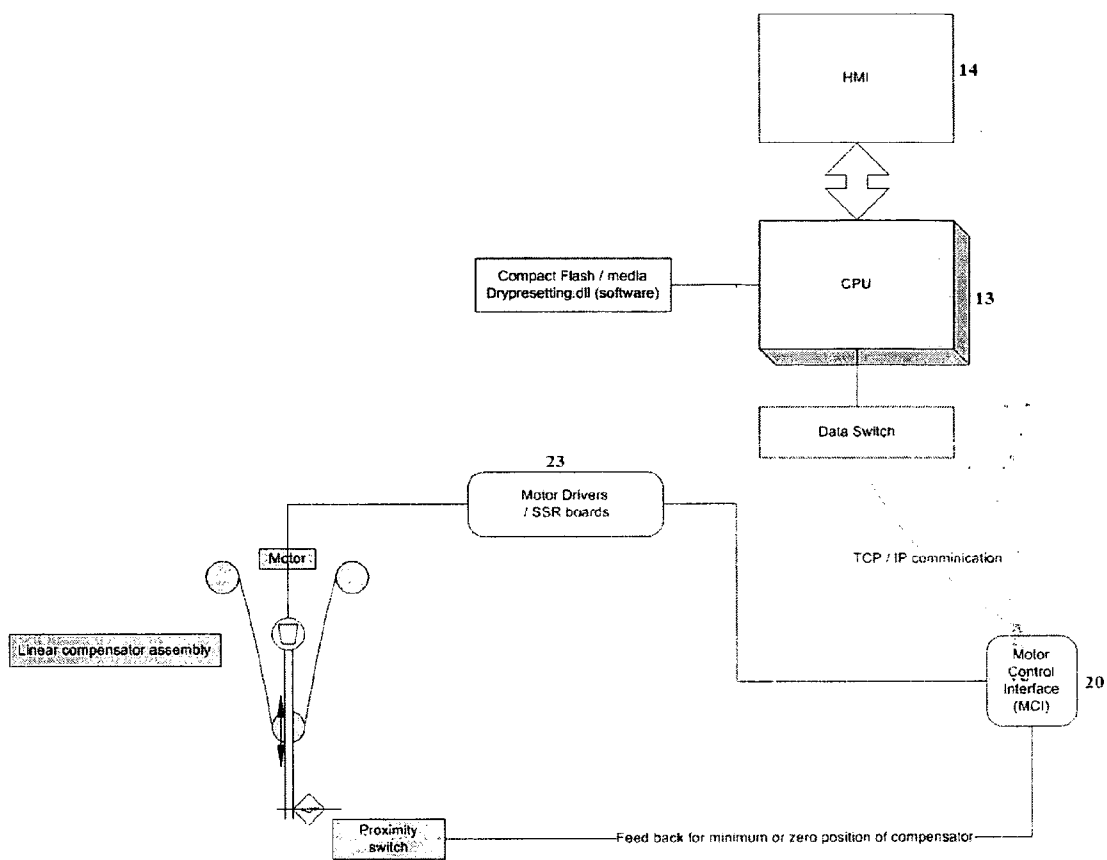 HMI
14
Compact Flash / media
Drypresetting.dll (software)
CPU
13
Data Switch
23
Motor Drivers
/ SSR boards
Motor
TCP / IP comminication
Linear compensator assembly
Motor
Control
Interface
(MCI)
20
Proximity
switch
Feed back for minimum or zero position of compensator